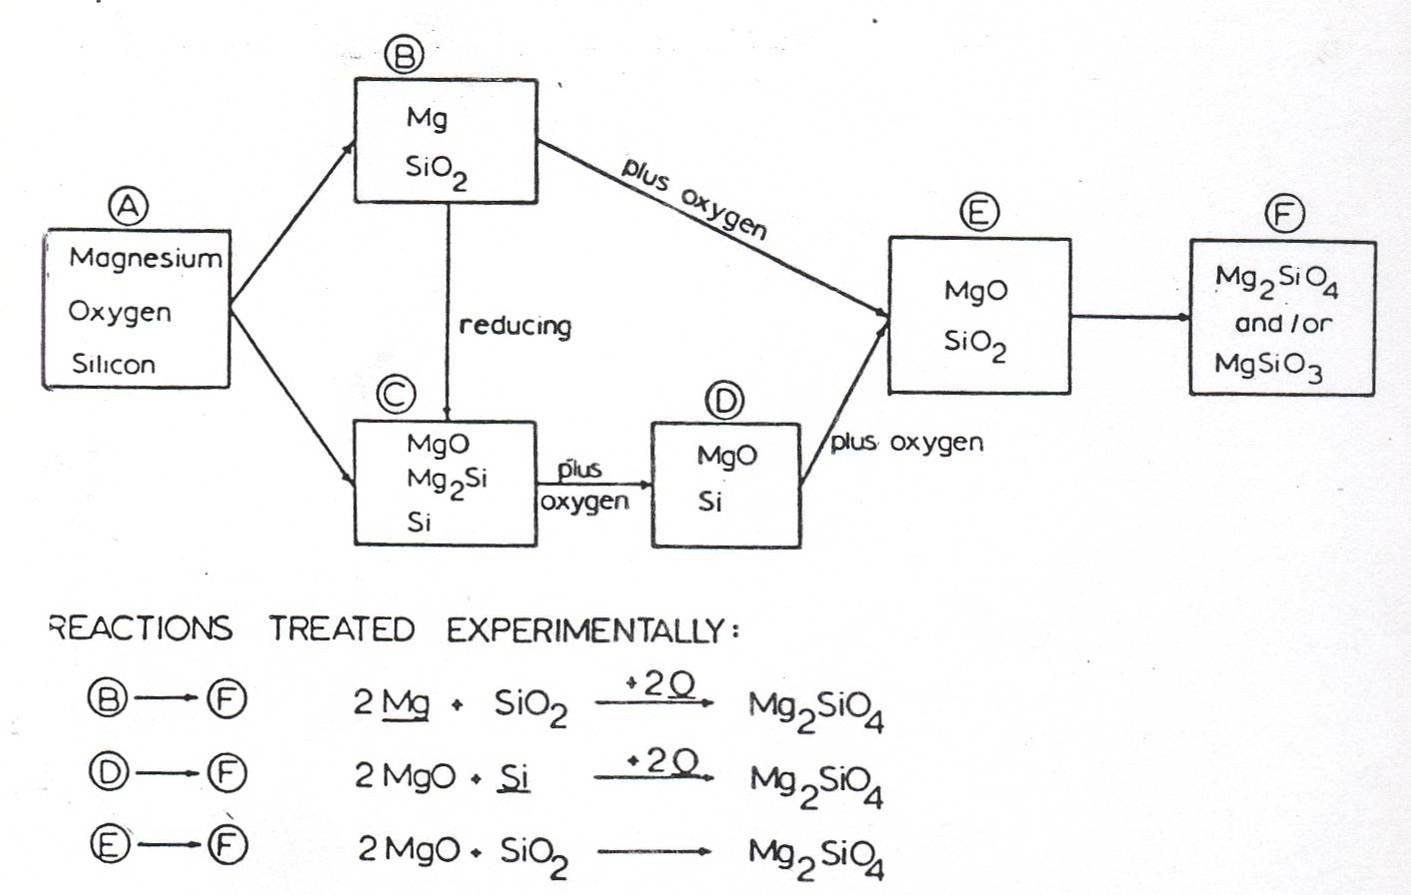 Ⓑ
Mg
SiO₂
plus oxygen
Ⓐ
Magnesium
Oxygen
Silicon
reducing
Ⓔ
MgO
SiO₂
Ⓕ
Mg₂SiO₄
and/or
MgSiO₃
Ⓒ
MgO
Mg₂Si
Si
plus
oxygen
Ⓓ
MgO
Si
plus oxygen
REACTIONS TREATED EXPERIMENTALLY:
Ⓑ → Ⓕ 2 Mg + SiO₂ +2O → Mg₂SiO₄
Ⓓ → Ⓕ 2 MgO + Si +2O → Mg₂SiO₄
Ⓔ → Ⓕ 2 MgO + SiO₂ → Mg₂SiO₄